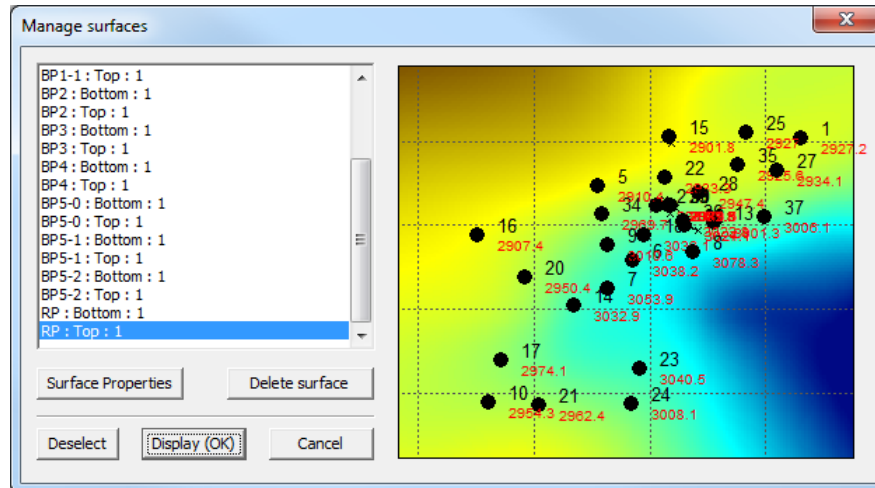 Manage surfaces
BP1-1 : Top : 1
BP2 : Bottom : 1
BP2 : Top : 1
BP3 : Bottom : 1
BP3 : Top : 1
BP4 : Bottom : 1
BP4 : Top : 1
BP5-0 : Bottom : 1
BP5-0 : Top : 1
BP5-1 : Bottom : 1
BP5-1 : Top : 1
BP5-2 : Bottom : 1
BP5-2 : Top : 1
RP : Bottom : 1
RP : Top : 1
Surface Properties
Delete surface
Deselect
Display (OK)
Cancel
15
2901.8
25
1
2927.2
35
27
2934.1
22
5
28
2947.4
34
13
37
3006.1
16
2907.4
9
6
3038.2
8
3078.3
20
2950.4
7
3053.9
14
3032.9
17
2974.1
23
3040.5
10
2954.3
21
2962.4
24
3008.1